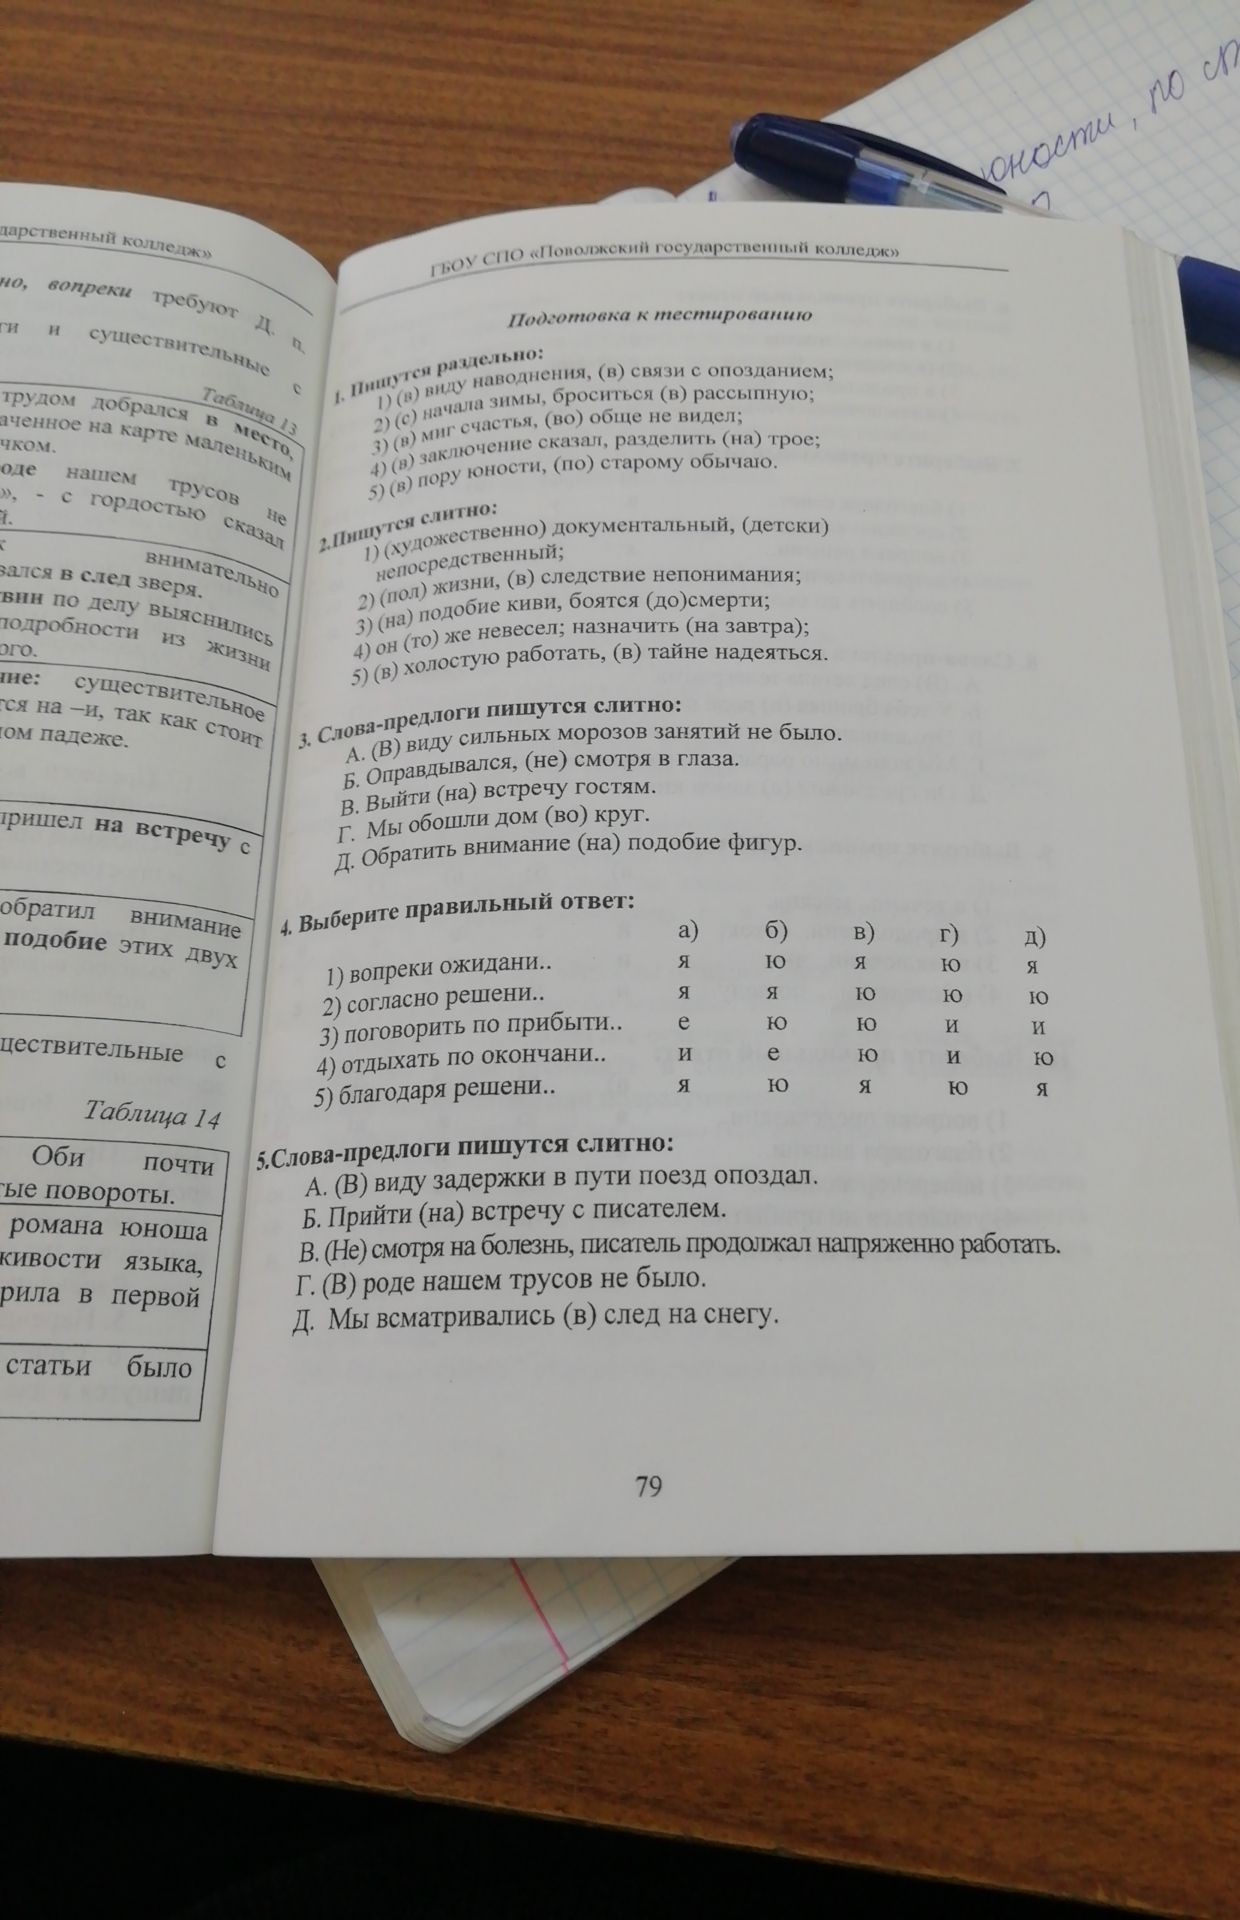 юности, по
дарственный колледж»
но, вопреки требуют Д. п.
и существительные с
Таблица 13
трудом добрался в место,
аченное на карте маленьким
чком.
роде нашем трусов не
», - с гордостью сказал
й.
к внимательно
вался в след зверя.
твии по делу выяснились
подробности из жизни
ого.
ние: существительное
тся на –и, так как стоит
ном падеже.
пришел на встречу с
обратил внимание
подобие этих двух
ществительные с
Таблица 14
Оби почти
тые повороты.
романа юноша
живости языка,
рила в первой
статьи было
ГБОУ СПО «Поволжский государственный колледж»
Подготовка к тестированию
1. Пишутся раздельно:
1) (в) виду наводнения, (в) связи с опозданием;
2) (с) начала зимы, броситься (в) рассыпную;
3) (в) миг счастья, (во) обще не видел;
4) (в) заключение сказал, разделить (на) трое;
5) (в) пору юности, (по) старому обычаю.
2.Пишутся слитно:
1) (художественно) документальный, (детски)
непосредственный;
2) (пол) жизни, (в) следствие непонимания;
3) (на) подобие киви, боятся (до)смерти;
4) он (то) же невесел; назначить (на завтра);
5) (в) холостую работать, (в) тайне надеяться.
3. Слова-предлоги пишутся слитно:
А. (В) виду сильных морозов занятий не было.
Б. Оправдывался, (не) смотря в глаза.
В. Выйти (на) встречу гостям.
Г. Мы обошли дом (во) круг.
Д. Обратить внимание (на) подобие фигур.
4. Выберите правильный ответ:
а) б) в) г) д)
1) вопреки ожидани.. я ю я ю я
2) согласно решени.. я я ю ю ю
3) поговорить по прибыти.. е ю ю и и
4) отдыхать по окончани.. и е ю и ю
5) благодаря решени.. я ю я ю я
5.Слова-предлоги пишутся слитно:
А. (В) виду задержки в пути поезд опоздал.
Б. Прийти (на) встречу с писателем.
В. (Не) смотря на болезнь, писатель продолжал напряженно работать.
Г. (В) роде нашем трусов не было.
Д. Мы всматривались (в) след на снегу.
79